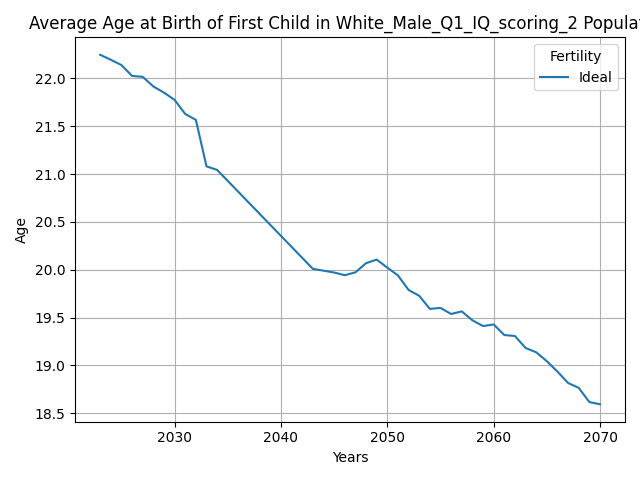 Average Age at Birth of First Child in White_Male_Q1_IQ_scoring_2 Populat
Fertility
Ideal
22.0
21.5
21.0
20.5
20.0
19.5
19.0
18.5
Age
2030 2040 2050 2060 2070
Years